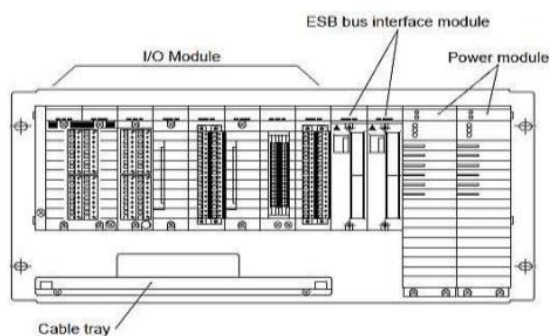 ESB bus interface module
I/O Module
Power module
Cable tray